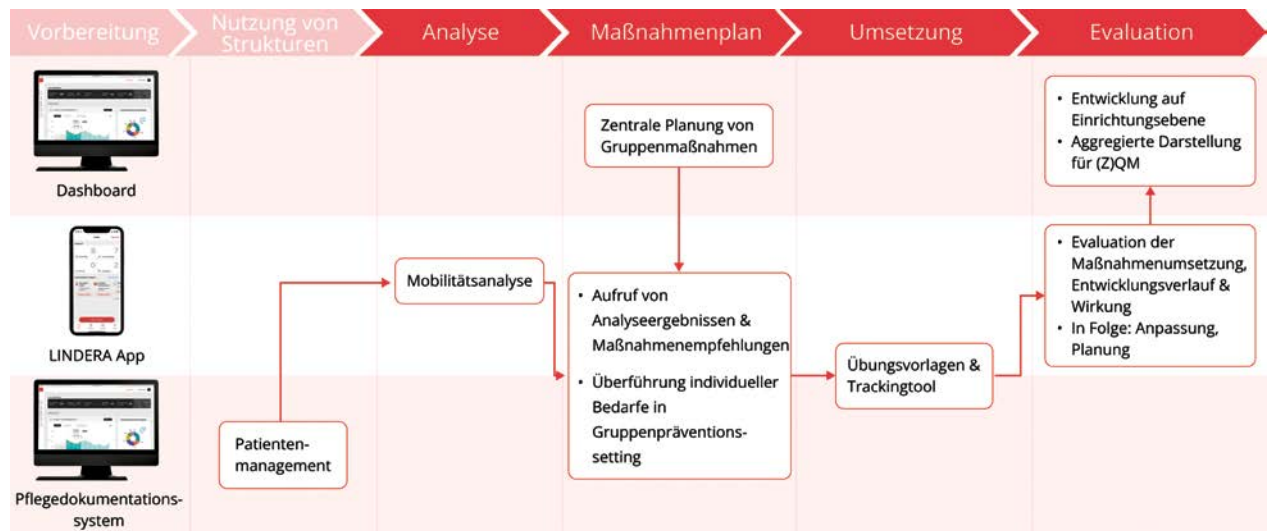 Vorbereitung
Nutzung von
Strukturen
Analyse
Maßnahmenplan
Umsetzung
Evaluation
Dashboard
Zentrale Planung von
Gruppenmaßnahmen
• Entwicklung auf
Einrichtungsebene
• Aggregierte Darstellung
für (Z)QM
LINDERA App
Mobilitätsanalyse
• Aufruf von
Analyseergebnissen &
Maßnahmenempfehlungen
• Überführung individueller
Bedarfe in
Gruppenpräventions-
setting
Übungsvorlagen &
Trackingtool
• Evaluation der
Maßnahmenumsetzung,
Entwicklungsverlauf &
Wirkung
• In Folge: Anpassung,
Planung
Pflegedokumentations-
system
Patienten-
management